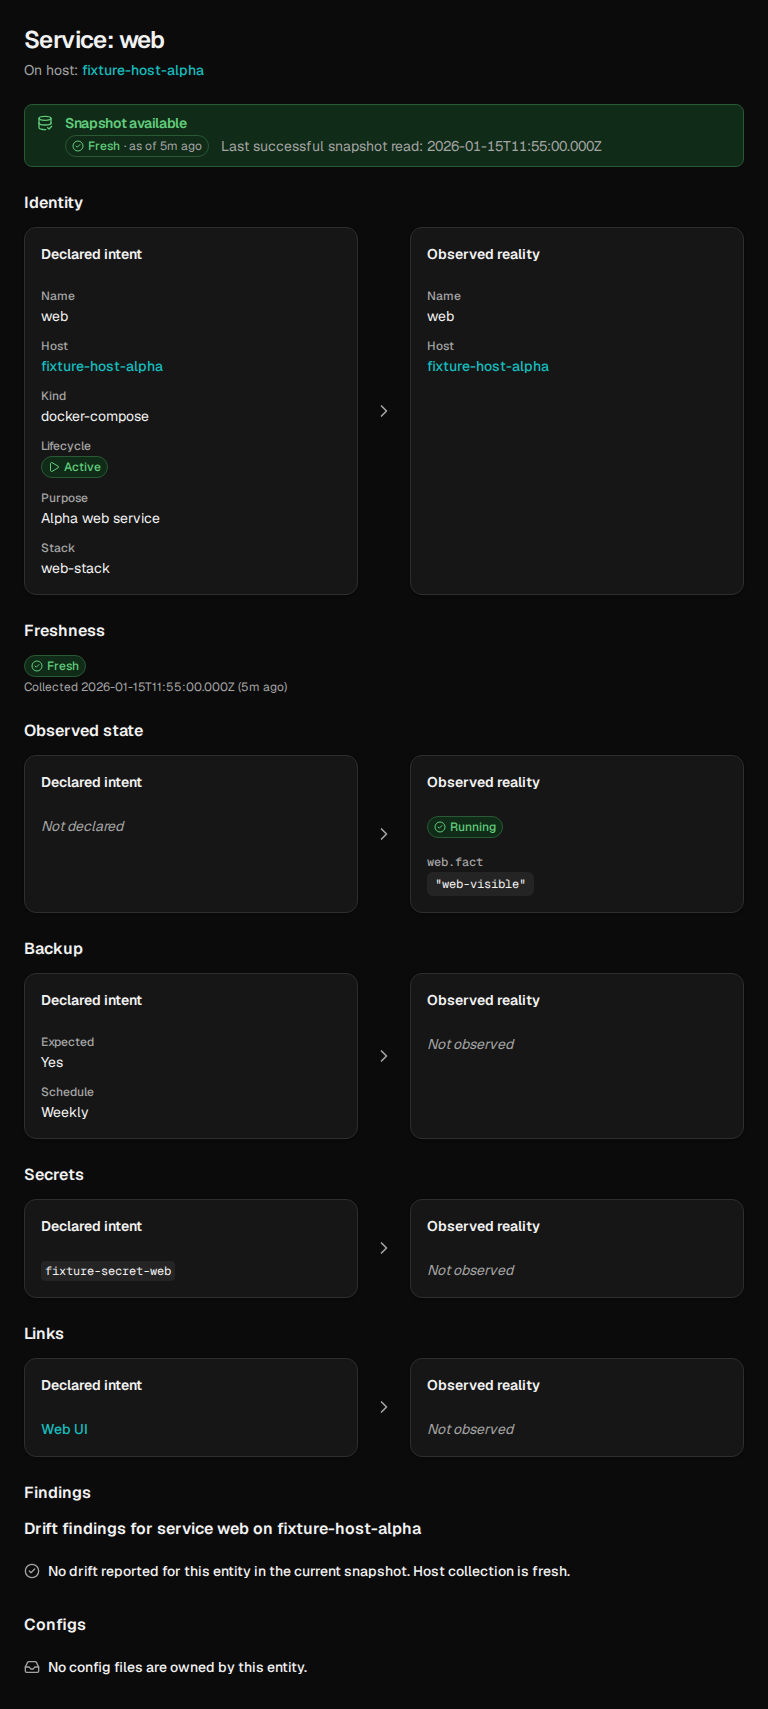 Service: web
On host: fixture-host-alpha
Snapshot available
Fresh · as of 5m ago Last successful snapshot read: 2026-01-15T11:55:00.000Z
Identity
Declared intent
Name
web
Host
fixture-host-alpha
Kind
docker-compose
Lifecycle
Active
Purpose
Alpha web service
Stack
web-stack
Observed reality
Name
web
Host
fixture-host-alpha
Freshness
Fresh
Collected 2026-01-15T11:55:00.000Z (5m ago)
Observed state
Declared intent
Not declared
Observed reality
Running
web.fact
"web-visible"
Backup
Declared intent
Expected
Yes
Schedule
Weekly
Observed reality
Not observed
Secrets
Declared intent
fixture-secret-web
Observed reality
Not observed
Links
Declared intent
Web UI
Observed reality
Not observed
Findings
Drift findings for service web on fixture-host-alpha
No drift reported for this entity in the current snapshot. Host collection is fresh.
Configs
No config files are owned by this entity.